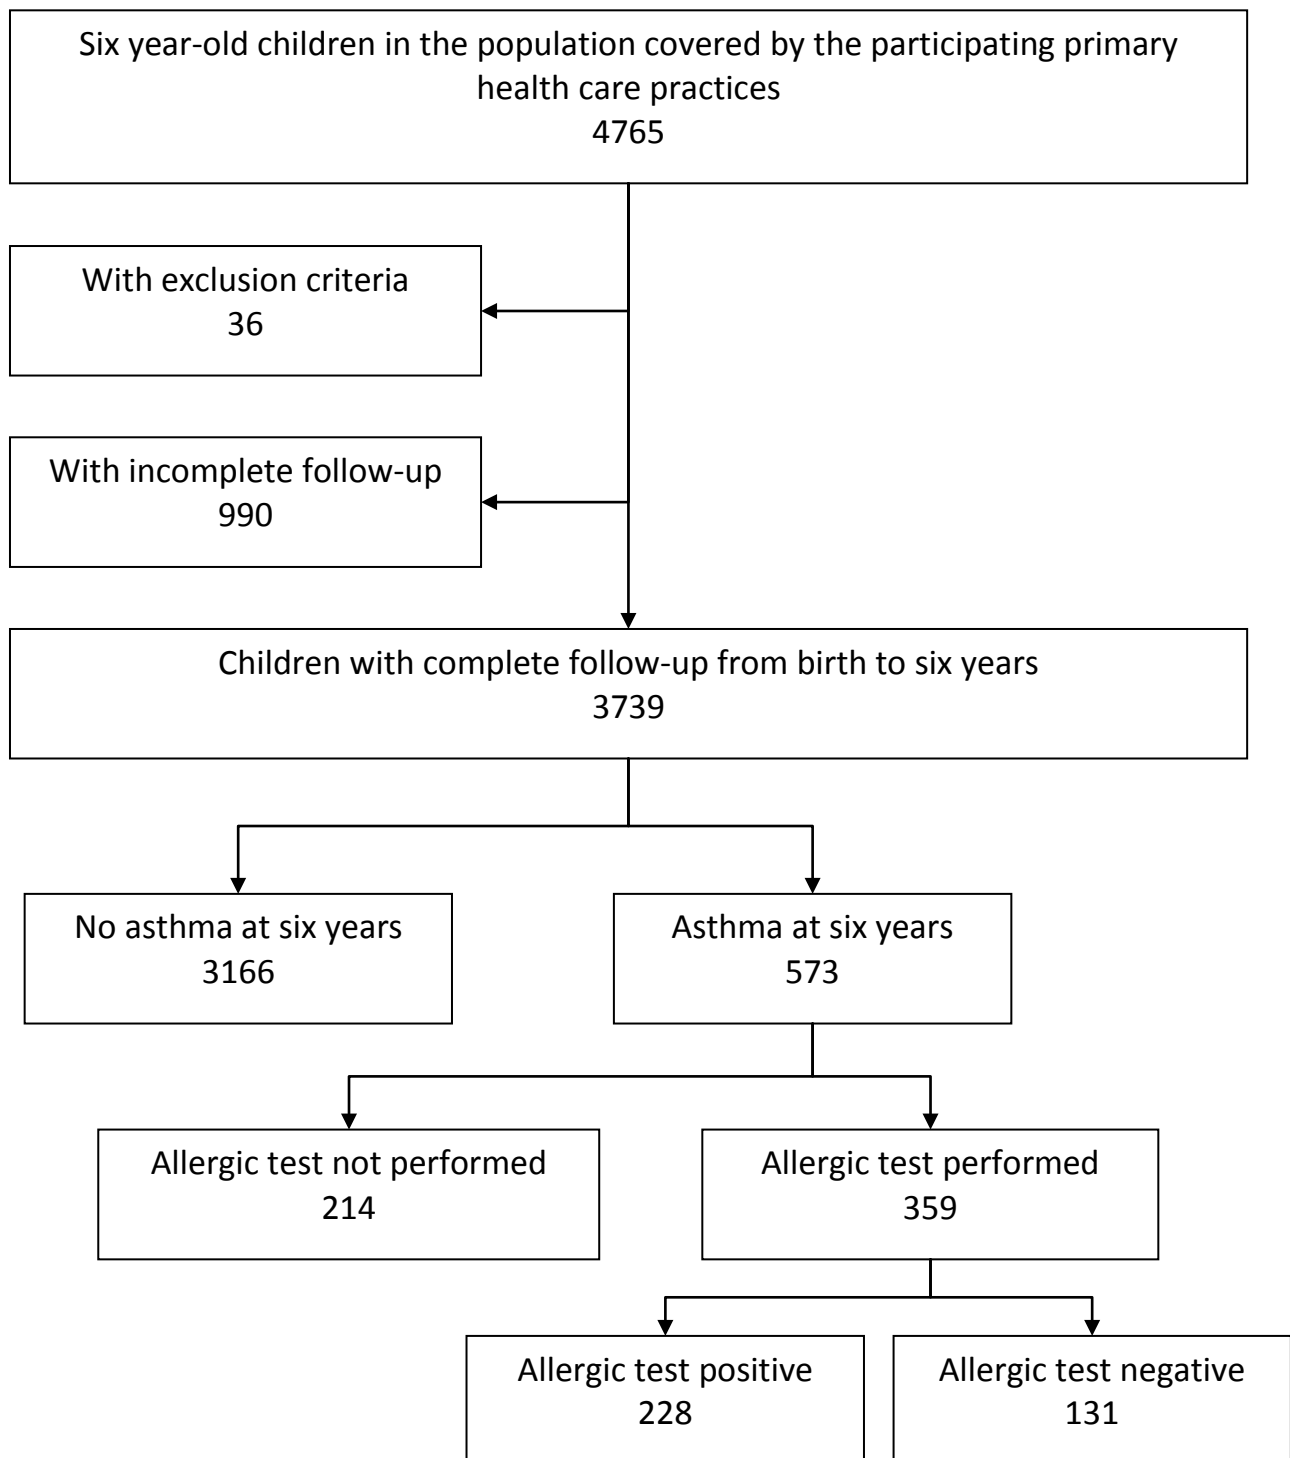 Six year-old children in the population covered by the participating primary
health care practices
4765
With exclusion criteria
36
With incomplete follow-up
990
Children with complete follow-up from birth to six years
3739
No asthma at six years
3166
Asthma at six years
573
Allergic test not performed
214
Allergic test performed
359
Allergic test positive
228
Allergic test negative
131